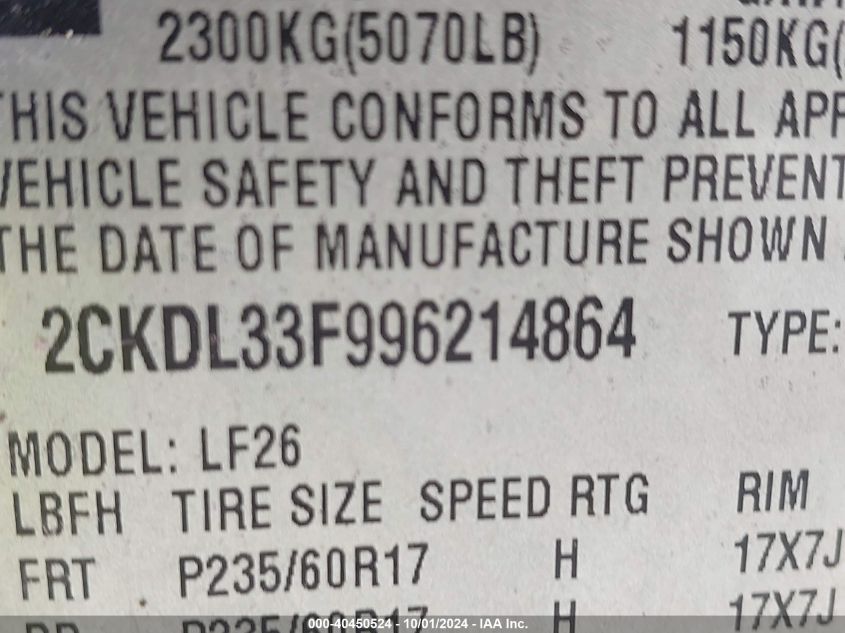 2300KG(5070LB) 1150KG(
THIS VEHICLE CONFORMS TO ALL APP
VEHICLE SAFETY AND THEFT PREVENT
THE DATE OF MANUFACTURE SHOWN
2CKDL33F996214864 TYPE:
MODEL: LF26
LBFH TIRE SIZE SPEED RTG RIM
FRT P235/60R17 H 17X7J
P235/60R17 H 17X7J
000-40450524 - 10/01/2024 - IAA Inc.